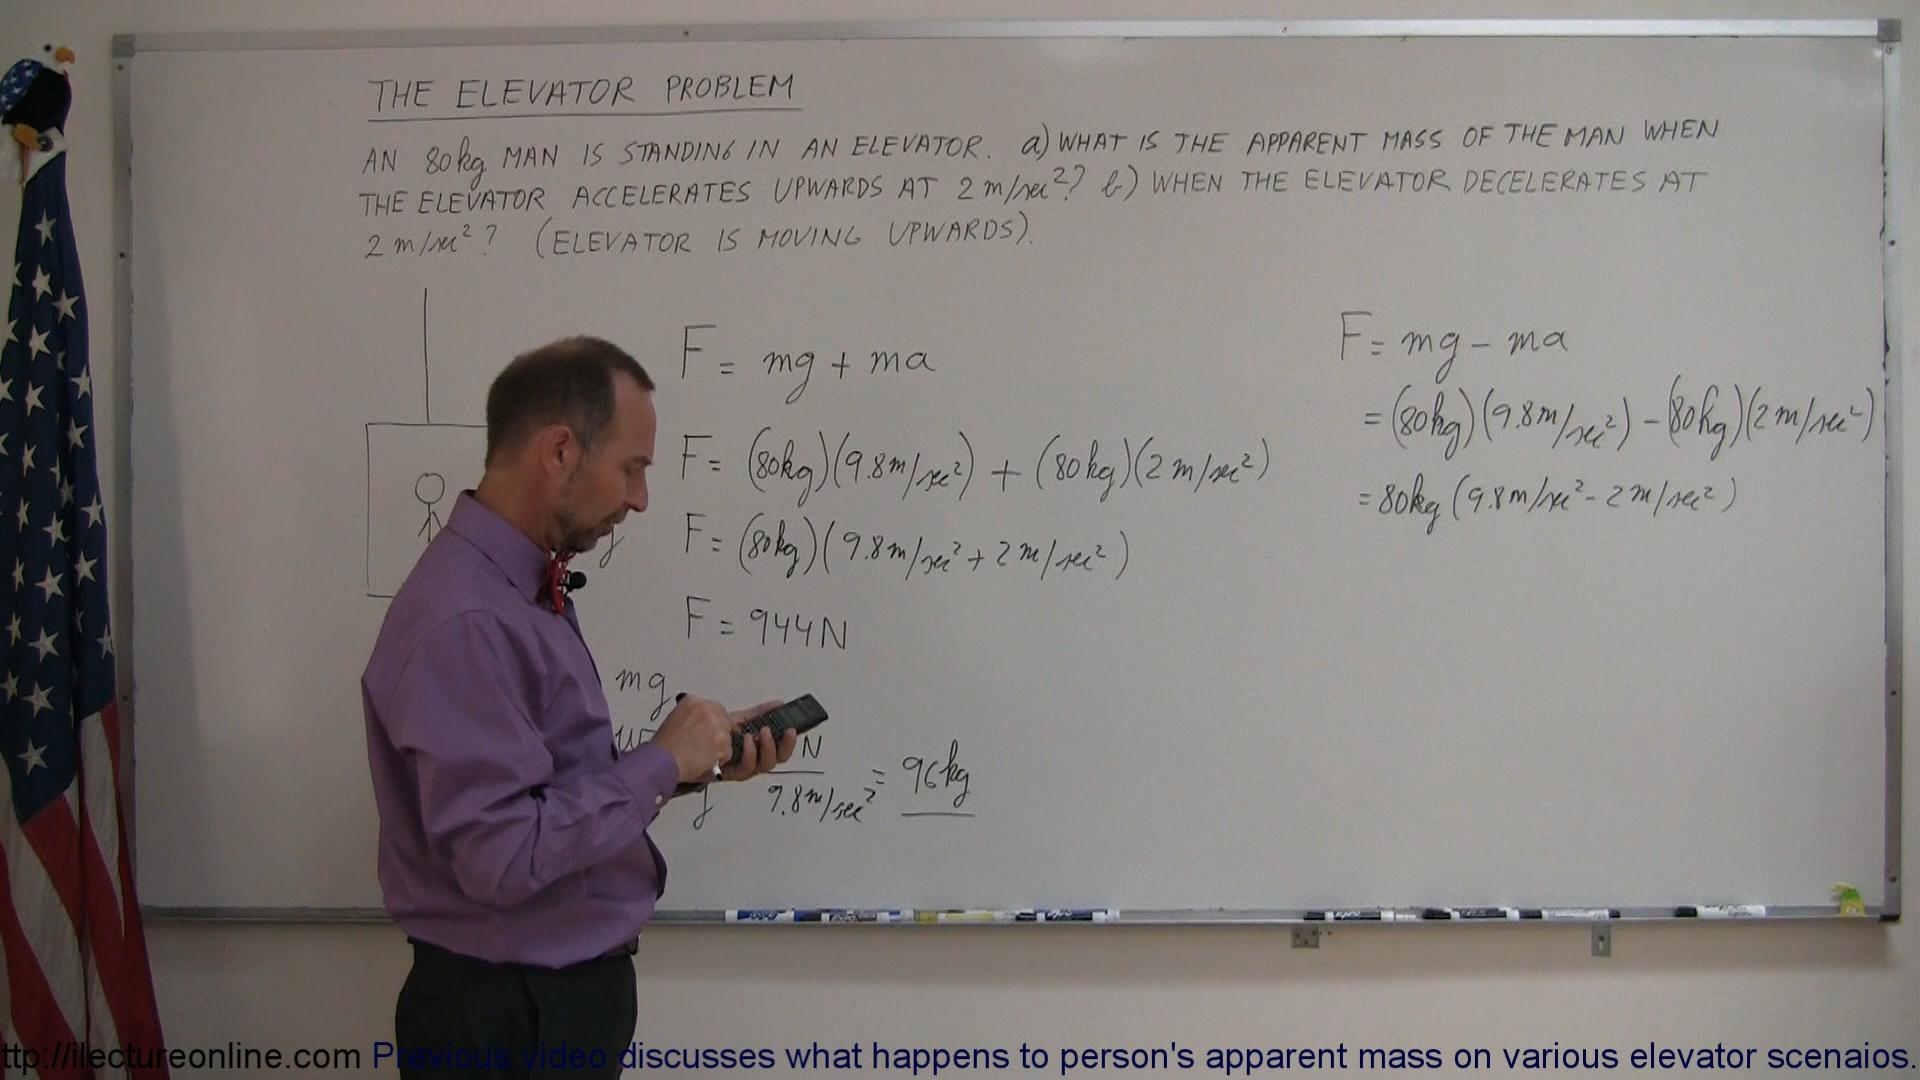 THE ELEVATOR PROBLEM
AN 80kg MAN IS STANDING IN AN ELEVATOR. a) WHAT IS THE APPARENT MASS OF THE MAN WHEN
THE ELEVATOR ACCELERATES UPWARDS AT 2 m/sec²? b) WHEN THE ELEVATOR DECELERATES AT
2 m/sec² ? (ELEVATOR IS MOVING UPWARDS).
F = mg + ma
F = (80kg)(9.8m/sec²) + (80kg)(2m/sec²)
F = (80kg)(9.8m/sec² + 2m/sec²)
F = 944N
mg
N
g 9.8m/sec² = 96kg
F = mg - ma
= (80kg)(9.8m/sec²) - (80kg)(2m/sec²)
= 80kg (9.8m/sec² - 2m/sec²)
ttp://ilectureonline.com Previous video discusses what happens to person's apparent mass on various elevator scenaios.